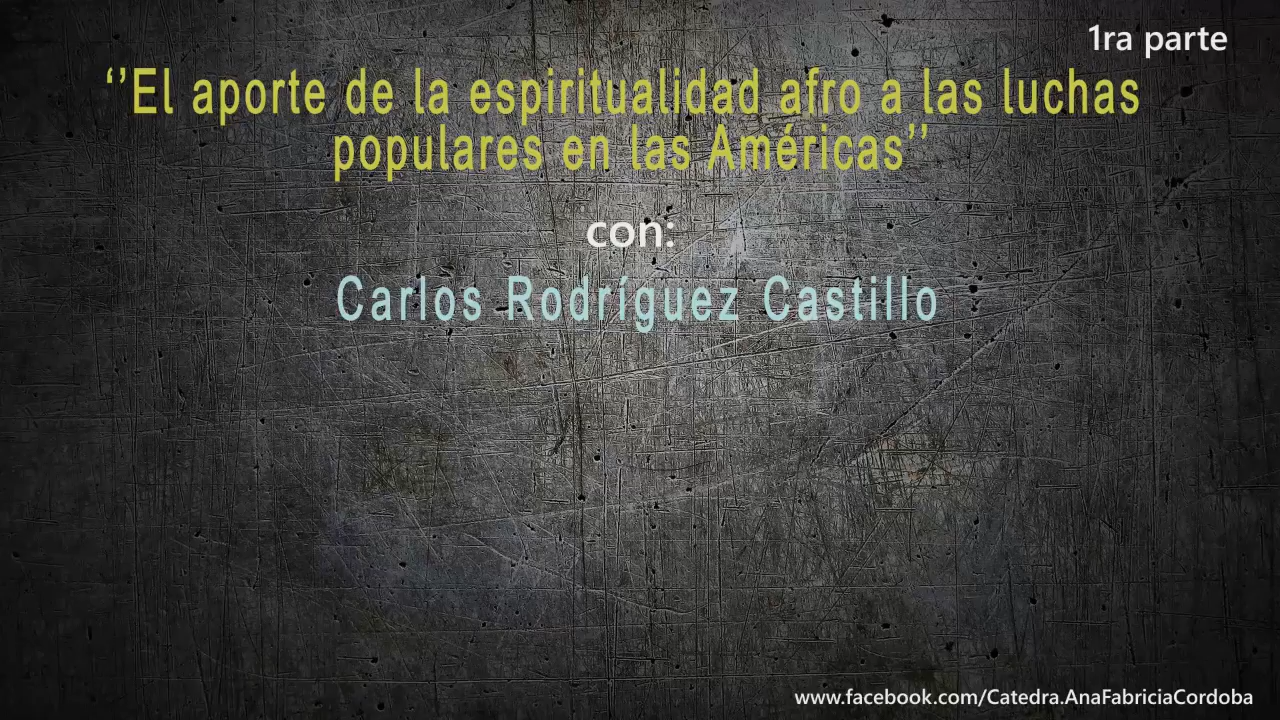 1ra parte
‘’El aporte de la espiritualidad afro a las luchas
populares en las Américas’’
con:
Carlos Rodríguez Castillo
www.facebook.com/Catedra.AnaFabriciaCordoba